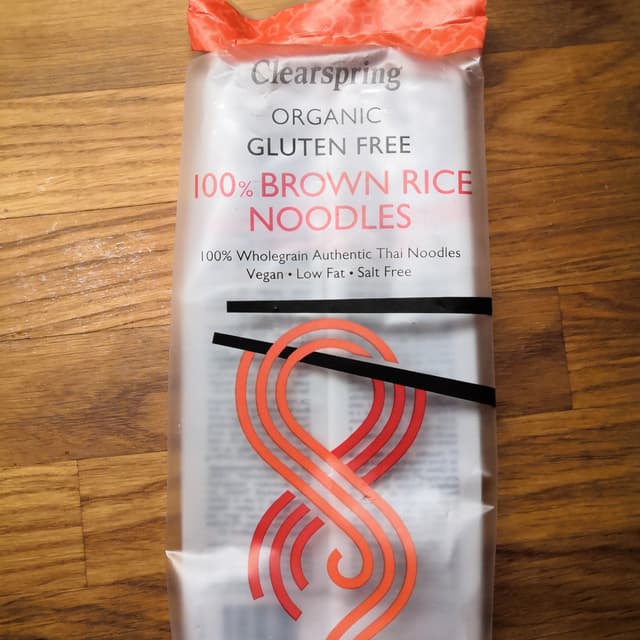 Clearspring
ORGANIC
GLUTEN FREE
100% BROWN RICE
NOODLES
100% Wholegrain Authentic Thai Noodles
Vegan • Low Fat • Salt Free